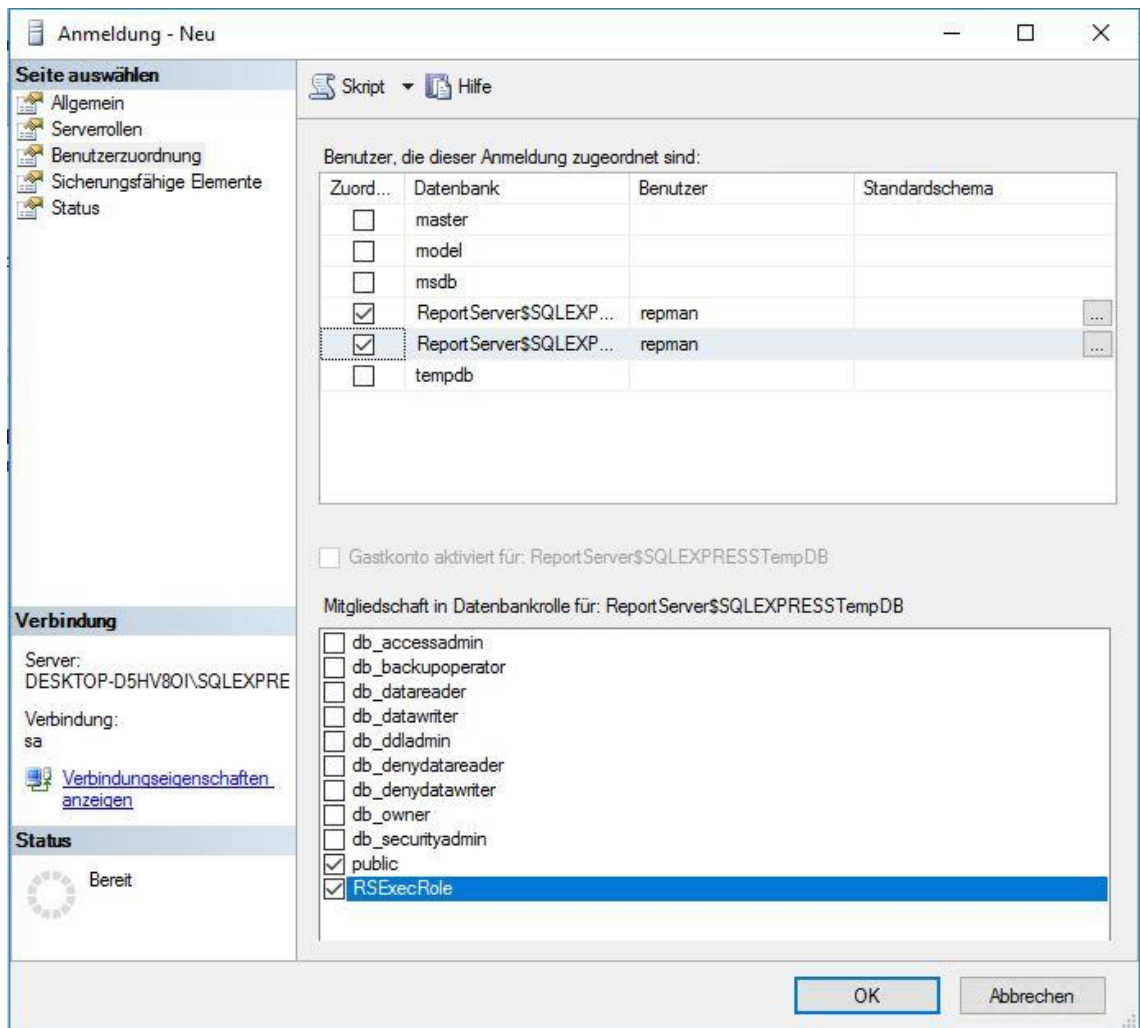 Anmeldung - Neu
Seite auswählen
Allgemein
Serverrollen
Benutzerzuordnung
Sicherungsfähige Elemente
Status
Skript
Hilfe
Benutzer, die dieser Anmeldung zugeordnet sind:
Zuord... Datenbank Benutzer Standardschema
master
model
msdb
ReportServer$SQLEXP... repman ...
ReportServer$SQLEXP... repman ...
tempdb
Gastkonto aktiviert für: ReportServer$SQLEXPRESSTempDB
Mitgliedschaft in Datenbankrolle für: ReportServer$SQLEXPRESSTempDB
db_accessadmin
db_backupoperator
db_datareader
db_datawriter
db_ddladmin
db_denydatareader
db_denydatawriter
db_owner
db_securityadmin
public
RSExecRole
Verbindung
Server:
DESKTOP-D5HV8OI\SQLEXPRE
Verbindung:
sa
Verbindungseigenschaften
anzeigen
Status
Bereit
OK
Abbrechen